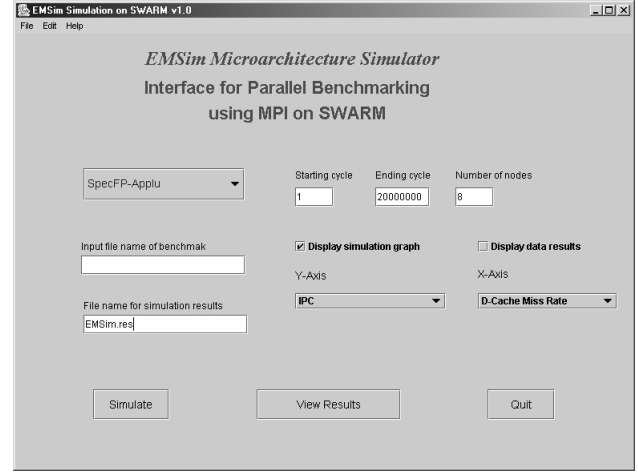 EMSim Simulation on SWARM v1.0
File Edit Help
EMSim Microarchitecture Simulator
Interface for Parallel Benchmarking
using MPI on SWARM
SpecFP-Applu
Starting cycle Ending cycle Number of nodes
1 20000000 8
Input file name of benchmak
Display simulation graph Display data results
Y-Axis X-Axis
IPC D-Cache Miss Rate
File name for simulation results
EMSim.res
Simulate View Results Quit